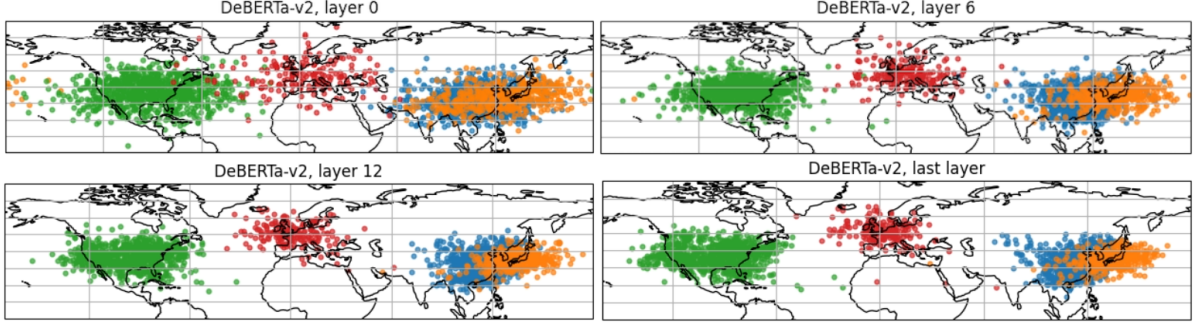 DeBERTa-v2, layer 0
DeBERTa-v2, layer 6
DeBERTa-v2, layer 12
DeBERTa-v2, last layer